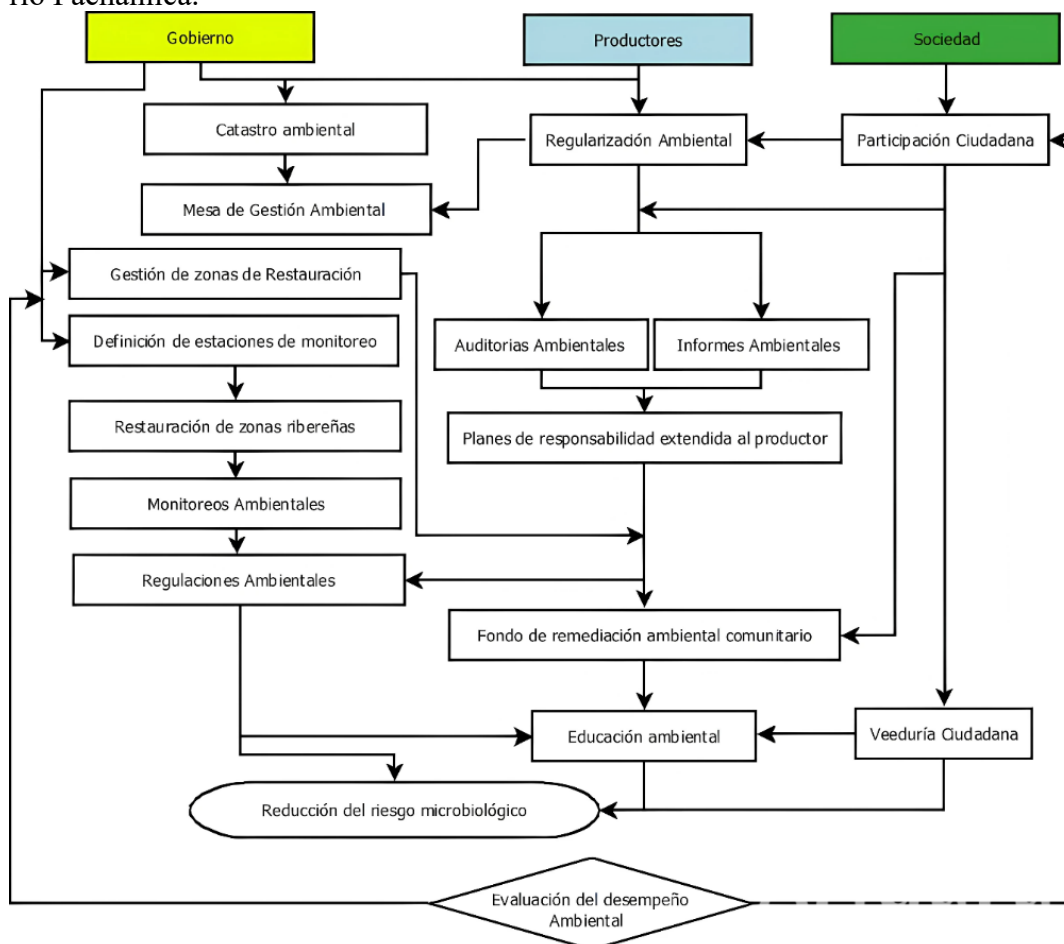 río Pachanlica.
Gobierno
Productores
Sociedad
Catastro ambiental
Regularización Ambiental
Participación Ciudadana
Mesa de Gestión Ambiental
Gestión de zonas de Restauración
Definición de estaciones de monitoreo
Auditorias Ambientales
Informes Ambientales
Restauración de zonas ribereñas
Planes de responsabilidad extendida al productor
Monitoreos Ambientales
Regulaciones Ambientales
Fondo de remediación ambiental comunitario
Educación ambiental
Veeduría Ciudadana
Reducción del riesgo microbiológico
Evaluación del desempeño
Ambiental